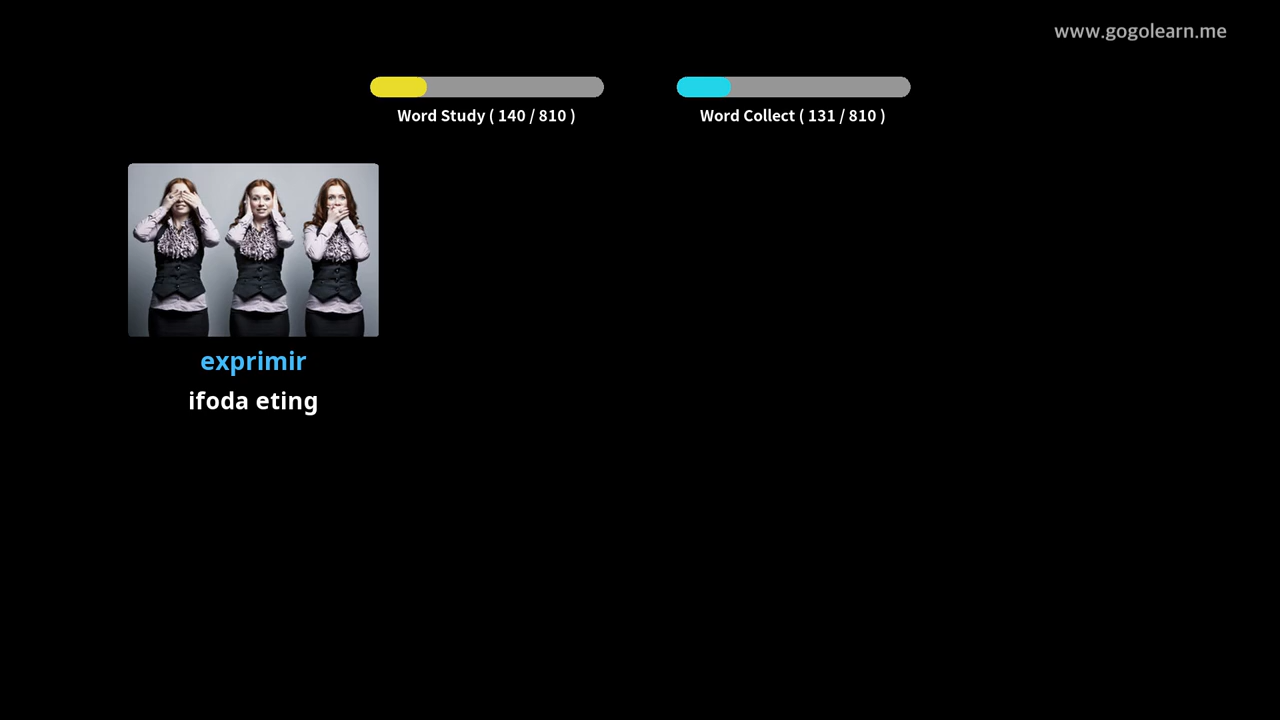 www.gogolearn.me
Word Study ( 140 / 810 )
Word Collect ( 131 / 810 )
exprimir
ifoda eting